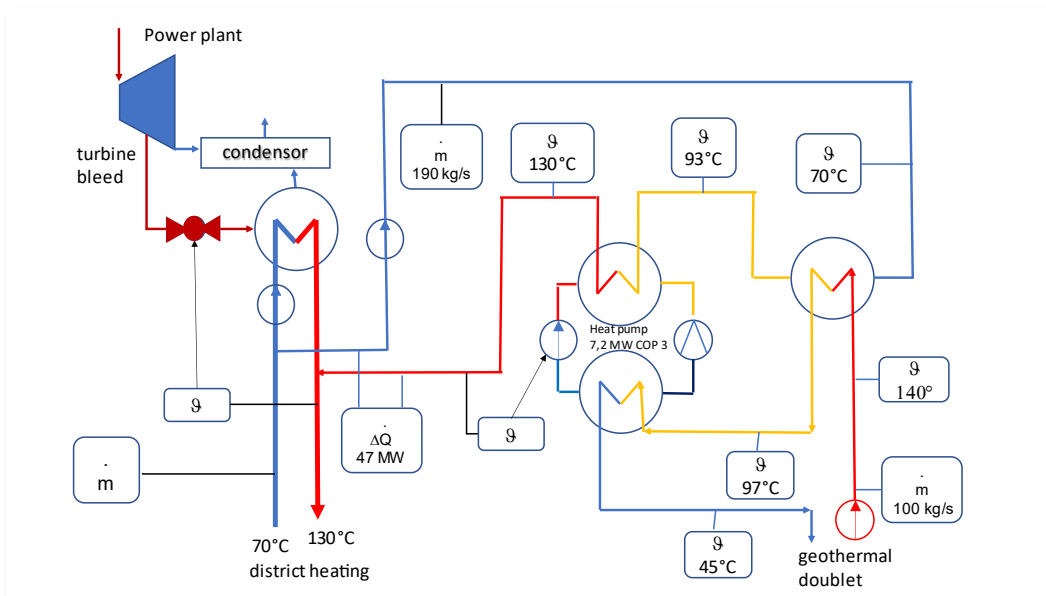 Power plant
turbine
bleed
condensor
ṁ
190 kg/s
ϑ
130°C
ϑ
93°C
ϑ
70°C
Heat pump
7,2 MW COP 3
ϑ
140°
ϑ
ΔQ̇
47 MW
ϑ
ṁ
ϑ
97°C
ṁ
100 kg/s
70°C
130°C
district heating
ϑ
45°C
geothermal
doublet